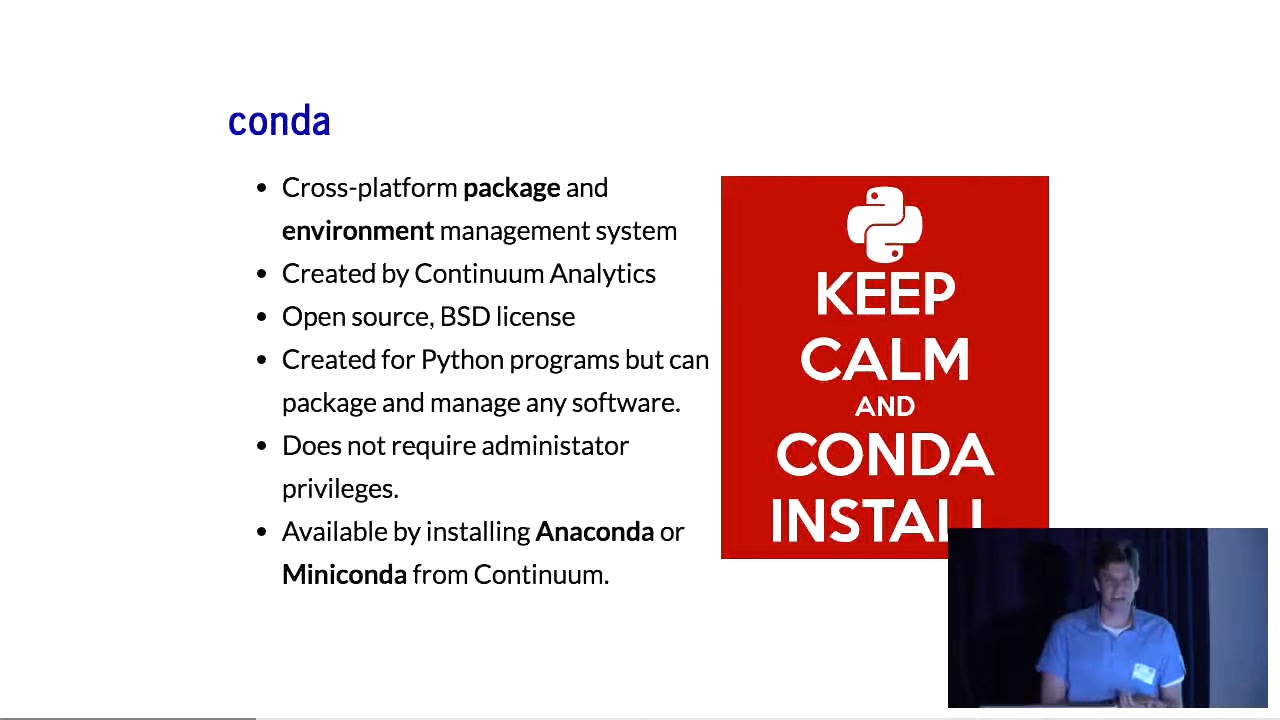 conda
Cross-platform package and
environment management system
Created by Continuum Analytics
Open source, BSD license
Created for Python programs but can
package and manage any software.
Does not require administator
privileges.
Available by installing Anaconda or
Miniconda from Continuum.
KEEP
CALM
AND
CONDA
INSTALL